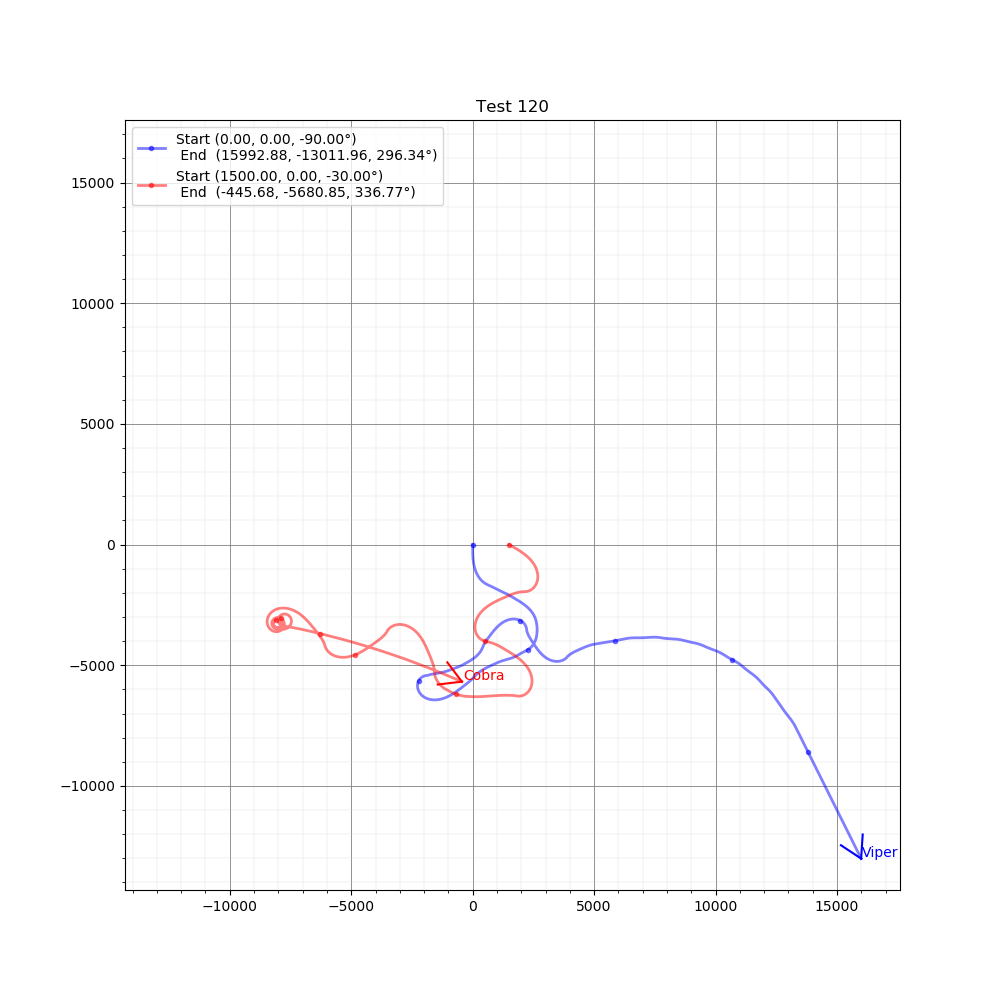 Test 120
Start (0.00, 0.00, -90.00°)
End  (15992.88, -13011.96, 296.34°)
Start (1500.00, 0.00, -30.00°)
End  (-445.68, -5680.85, 336.77°)
15000
10000
5000
0
−5000
−10000
Cobra
Viper
−10000 −5000 0 5000 10000 15000